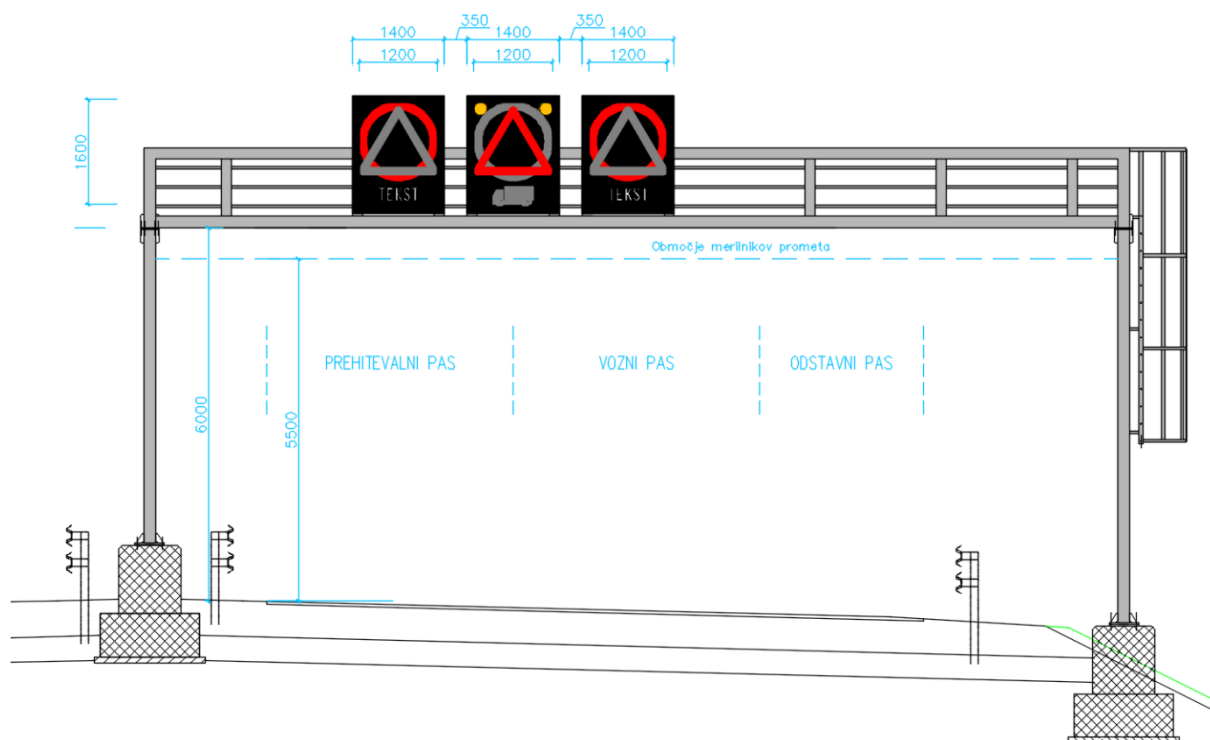 350 350
1400 1400 1400
1200 1200 1200
1600
TEKST TEKST
Območje merilnikov prometa
PREHITEVALNI PAS VOZNI PAS ODSTAVNI PAS
6000
5500